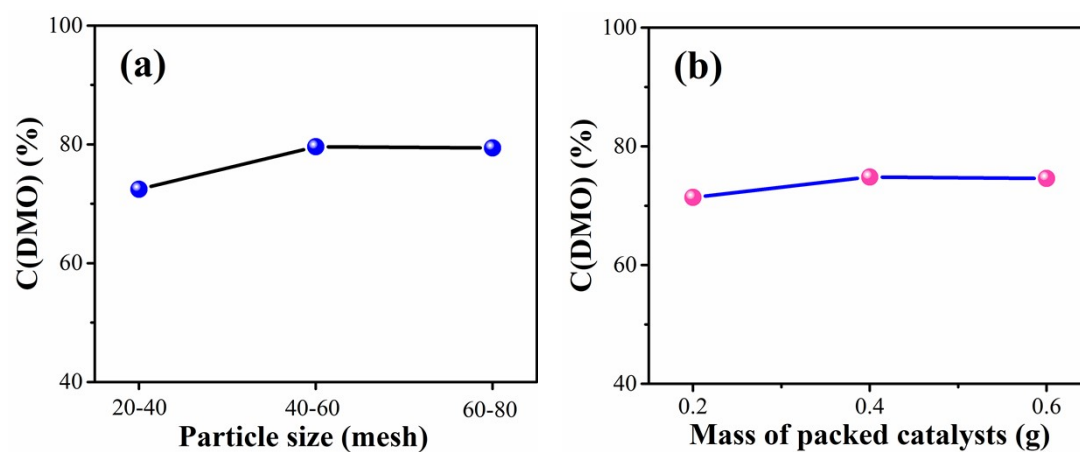 (a)
C(DMO) (%)
100
80
60
40
20-40 40-60 60-80
Particle size (mesh)
(b)
C(DMO) (%)
100
80
60
40
0.2 0.4 0.6
Mass of packed catalysts (g)